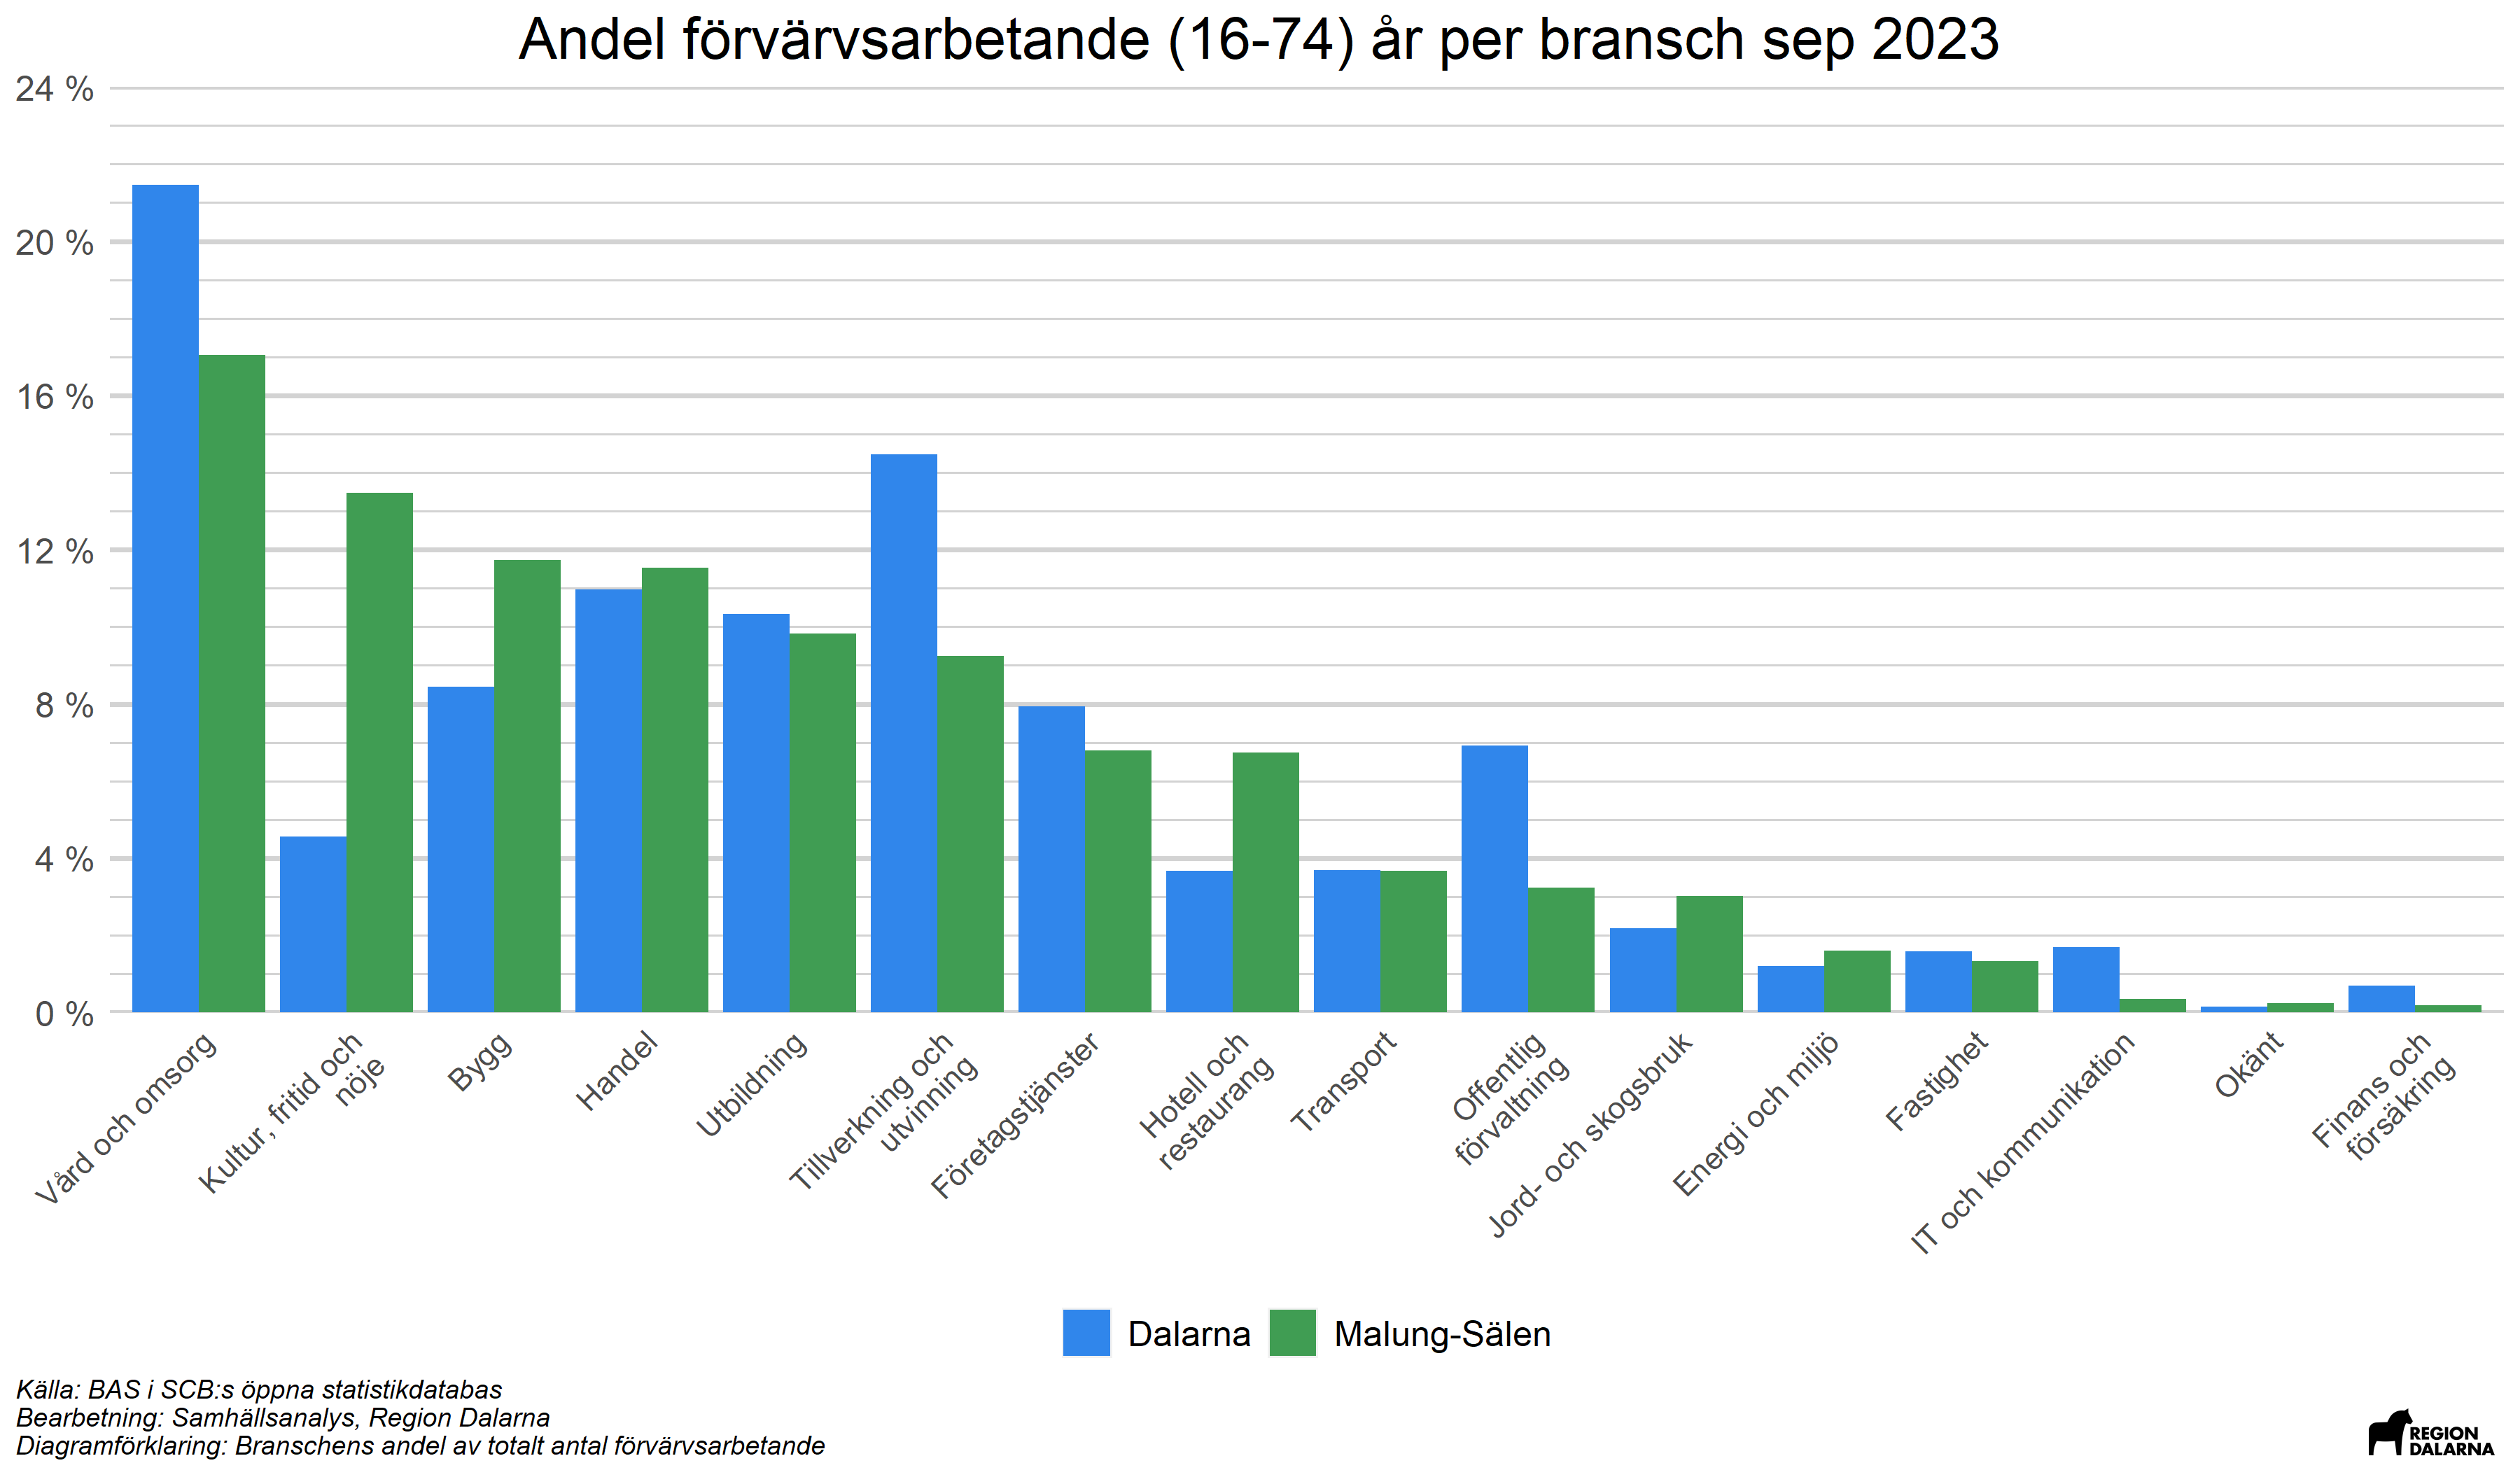 Andel förvärvsarbetande (16-74) år per bransch sep 2023
24 %
20 %
16 %
12 %
8 %
4 %
0 %
Vård och omsorg
Kultur, fritid och
nöje
Bygg
Handel
Utbildning
Tillverkning och
utvinning
Företagstjänster
Hotell och
restaurang
Transport
Offentlig
förvaltning
Jord- och skogsbruk
Energi och miljö
Fastighet
IT och kommunikation
Okänt
Finans och
försäkring
Dalarna
Malung-Sälen
Källa: BAS i SCB:s öppna statistikdatabas
Bearbetning: Samhällsanalys, Region Dalarna
Diagramförklaring: Branschens andel av totalt antal förvärvsarbetande
REGION
DALARNA